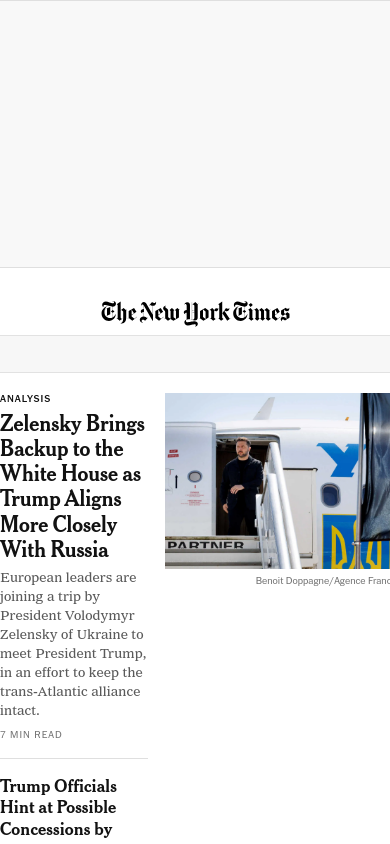 The New York Times
ANALYSIS
Zelensky Brings
Backup to the
White House as
Trump Aligns
More Closely
With Russia
European leaders are
joining a trip by
President Volodymyr
Zelensky of Ukraine to
meet President Trump,
in an effort to keep the
trans-Atlantic alliance
intact.
7 MIN READ
PARTNER
Benoit Doppagne/Agence Franc
Trump Officials
Hint at Possible
Concessions by